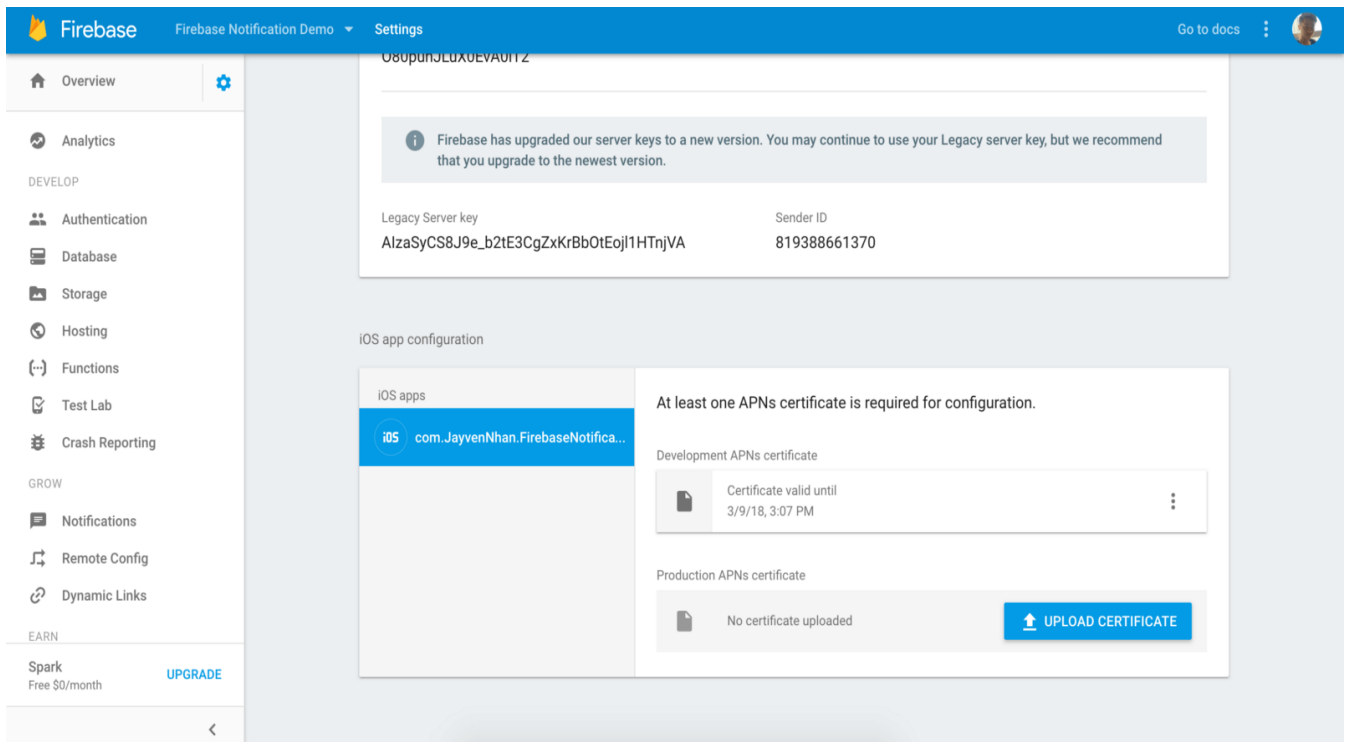 Firebase
Firebase Notification Demo
Settings
Go to docs
Overview
Analytics
DEVELOP
Authentication
Database
Storage
Hosting
Functions
Test Lab
Crash Reporting
GROW
Notifications
Remote Config
Dynamic Links
EARN
Spark
Free $0/month
UPGRADE
Firebase has upgraded our server keys to a new version. You may continue to use your Legacy server key, but we recommend
that you upgrade to the newest version.
Legacy Server key
Sender ID
AIzaSyCS8J9e_b2tE3CgZxKrBbOtEojl1HTnjVA
819388661370
iOS app configuration
iOS apps
iOS com.JayvenNhan.FirebaseNotifica...
At least one APNs certificate is required for configuration.
Development APNs certificate
Certificate valid until
3/9/18, 3:07 PM
Production APNs certificate
No certificate uploaded
UPLOAD CERTIFICATE